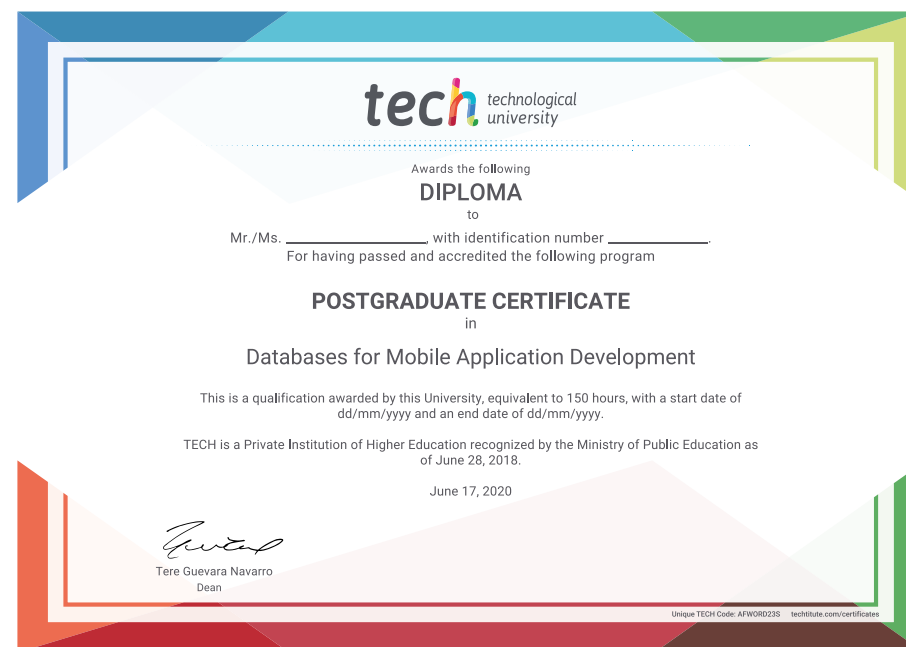 tech technological
university
Awards the following
DIPLOMA
to
Mr./Ms. ____________________, with identification number ______________.
For having passed and accredited the following program
POSTGRADUATE CERTIFICATE
in
Databases for Mobile Application Development
This is a qualification awarded by this University, equivalent to 150 hours, with a start date of
dd/mm/yyyy and an end date of dd/mm/yyyy.
TECH is a Private Institution of Higher Education recognized by the Ministry of Public Education as
of June 28, 2018.
June 17, 2020
Tere Guevara Navarro
Dean
Unique TECH Code: AFWORD23S techtitute.com/certificates